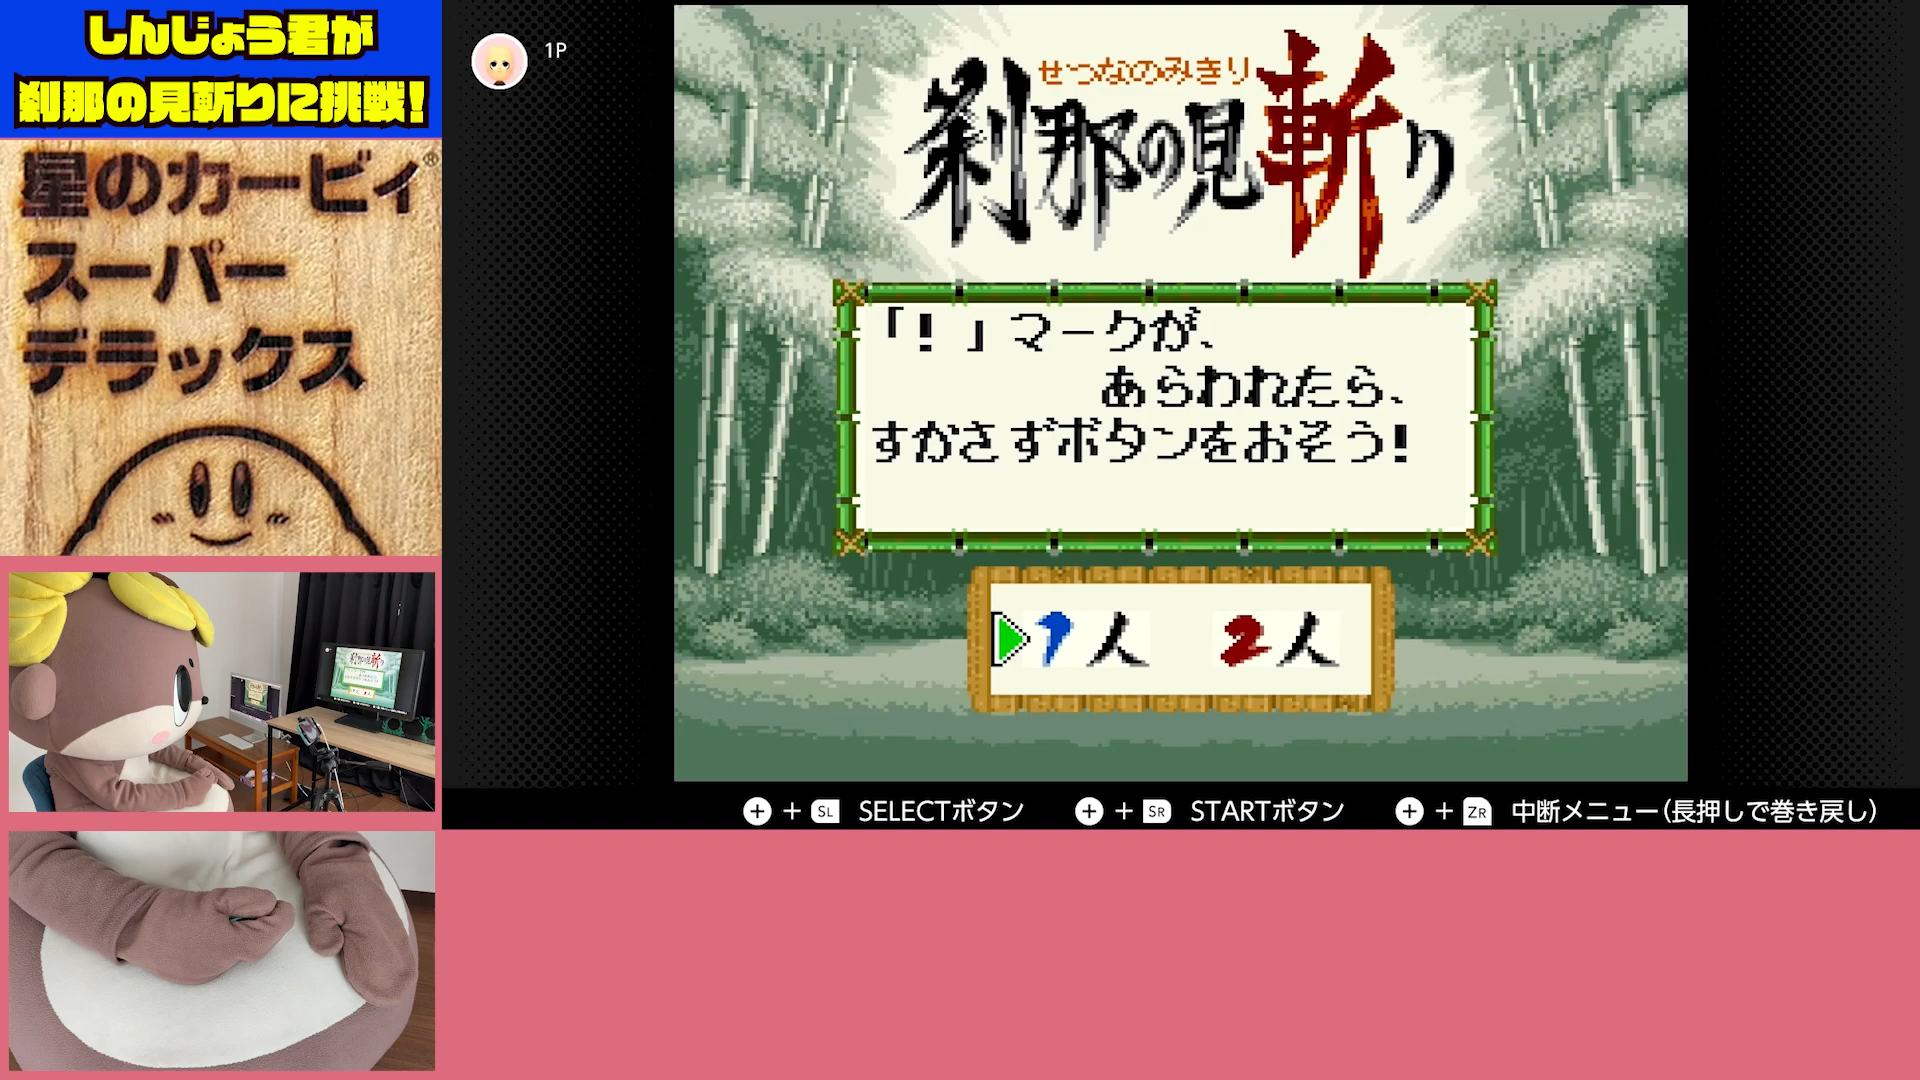 しんじょう君が
刹那の見斬りに挑戦!
星のカービィ®
スーパー
デラックス
1P
せつなのみきり
刹那の見斬り
「!」マークが、
あらわれたら、
すかさずボタンをおそう!
1人 2人
+ + SL SELECTボタン + + SR STARTボタン + + ZR 中断メニュー(長押しで巻き戻し)